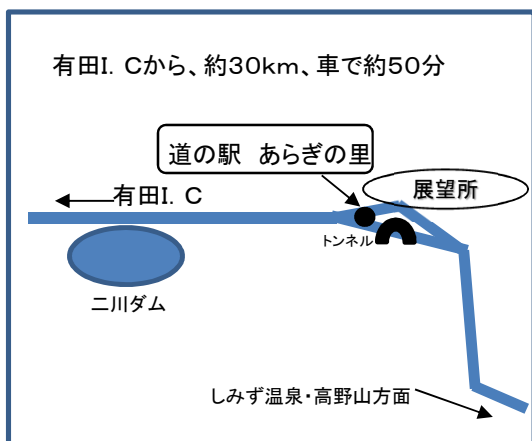 有田I．Cから、約30km、車で約50分
道の駅　あらぎの里
展望所
有田I．C
トンネル
二川ダム
しみず温泉・高野山方面